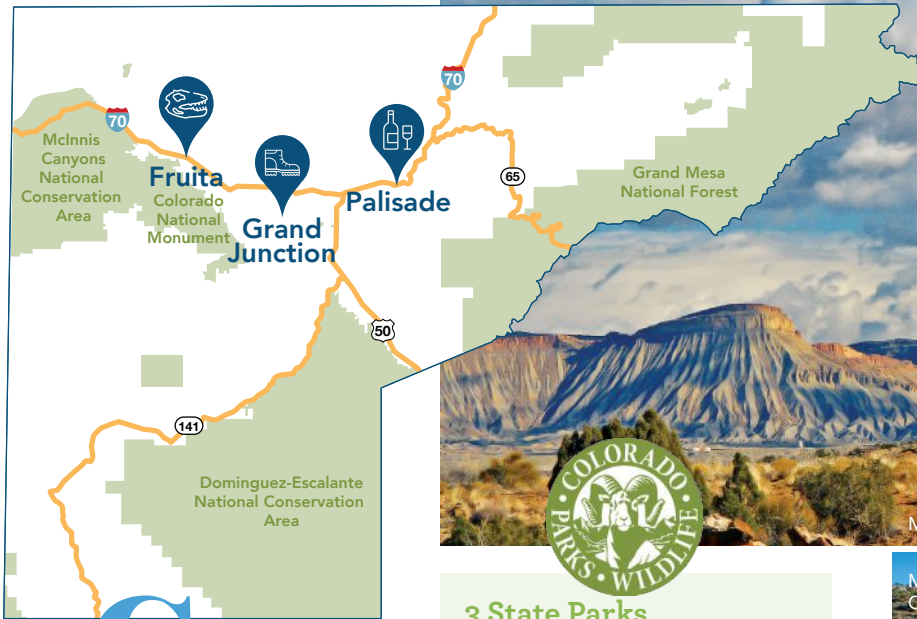 70
70
McInnis
Canyons
National
Conservation
Area
Fruita
Colorado
National
Monument
Grand
Junction
Palisade
65
Grand Mesa
National Forest
50
141
Dominguez-Escalante
National Conservation
Area
COLORADO
PARKS • WILDLIFE
3 State Parks